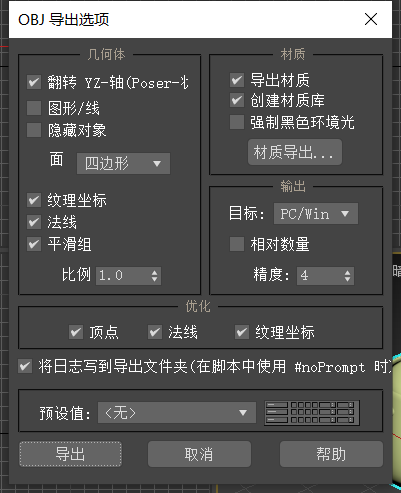 OBJ 导出选项
几何体
翻转 YZ-轴(Poser-
图形/线
隐藏对象
面 四边形
纹理坐标
法线
平滑组
比例 1.0
材质
导出材质
创建材质库
强制黑色环境光
材质导出...
输出
目标: PC/Win
相对数量
精度: 4
优化
顶点 法线 纹理坐标
将日志写到导出文件夹(在脚本中使用 #noPrompt 时
预设值: <无>
导出 取消 帮助